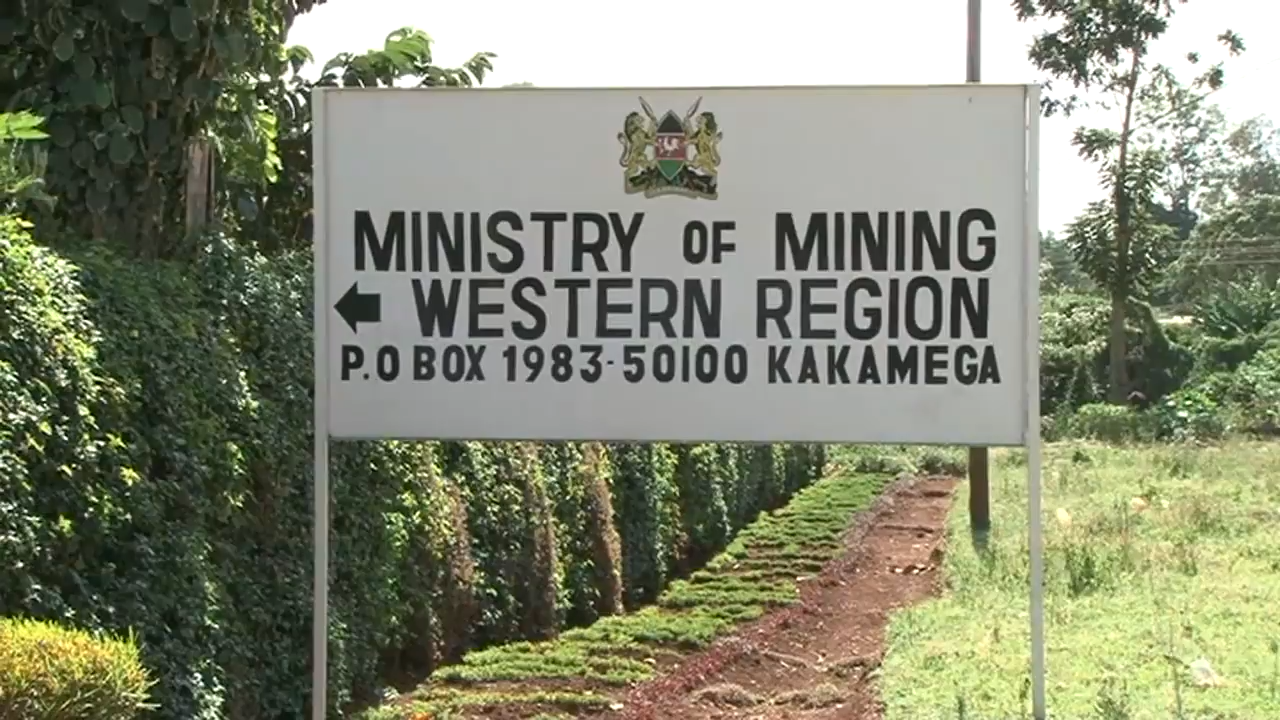 MINISTRY OF MINING
WESTERN REGION
P.O BOX 1983-50100 KAKAMEGA